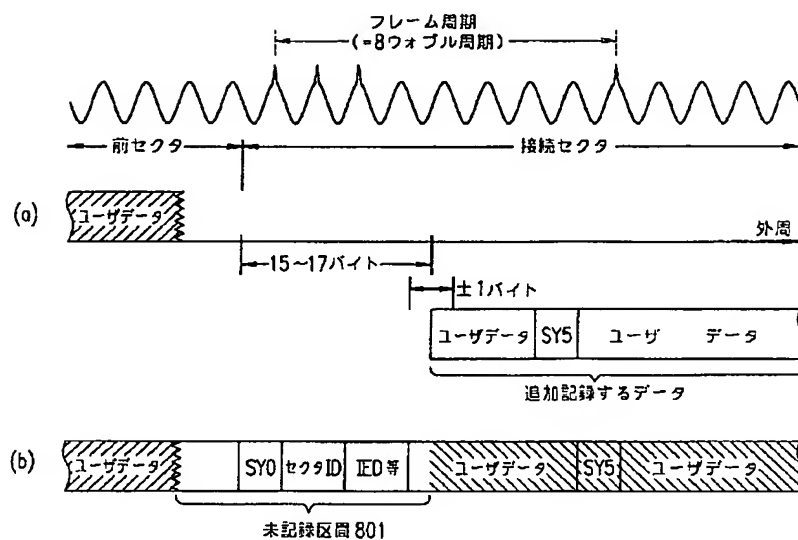 フレーム周期
(=8ウォブル周期)
前セクタ
接続セクタ
(a)
ユーザデータ
外周
15~17バイト
±1バイト
ユーザデータ
SY5
ユーザ データ
追加記録するデータ
(b)
ユーザデータ
SY0
セクタID
IED等
ユーザデータ
SY5
ユーザデータ
未記録区間801